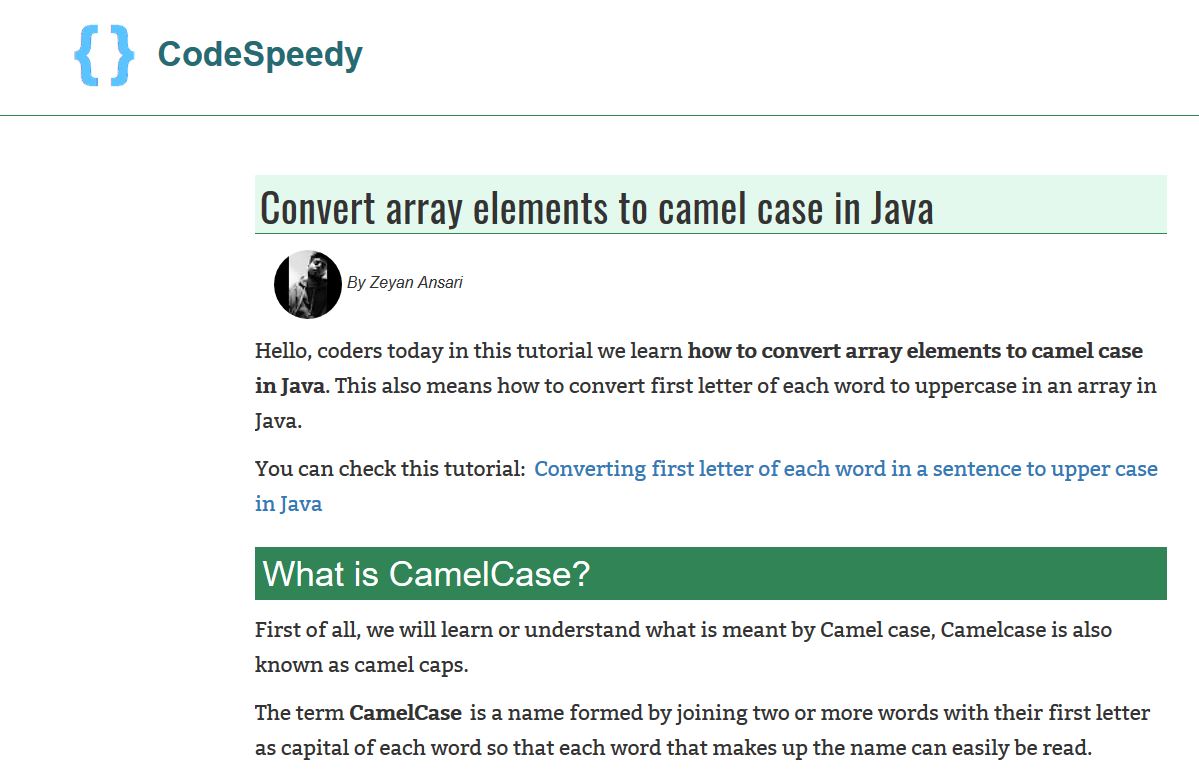 { } CodeSpeedy
Convert array elements to camel case in Java
By Zeyan Ansari
Hello, coders today in this tutorial we learn how to convert array elements to camel case
in Java. This also means how to convert first letter of each word to uppercase in an array in
Java.
You can check this tutorial: Converting first letter of each word in a sentence to upper case
in Java
What is CamelCase?
First of all, we will learn or understand what is meant by Camel case, Camelcase is also
known as camel caps.
The term CamelCase is a name formed by joining two or more words with their first letter
as capital of each word so that each word that makes up the name can easily be read.